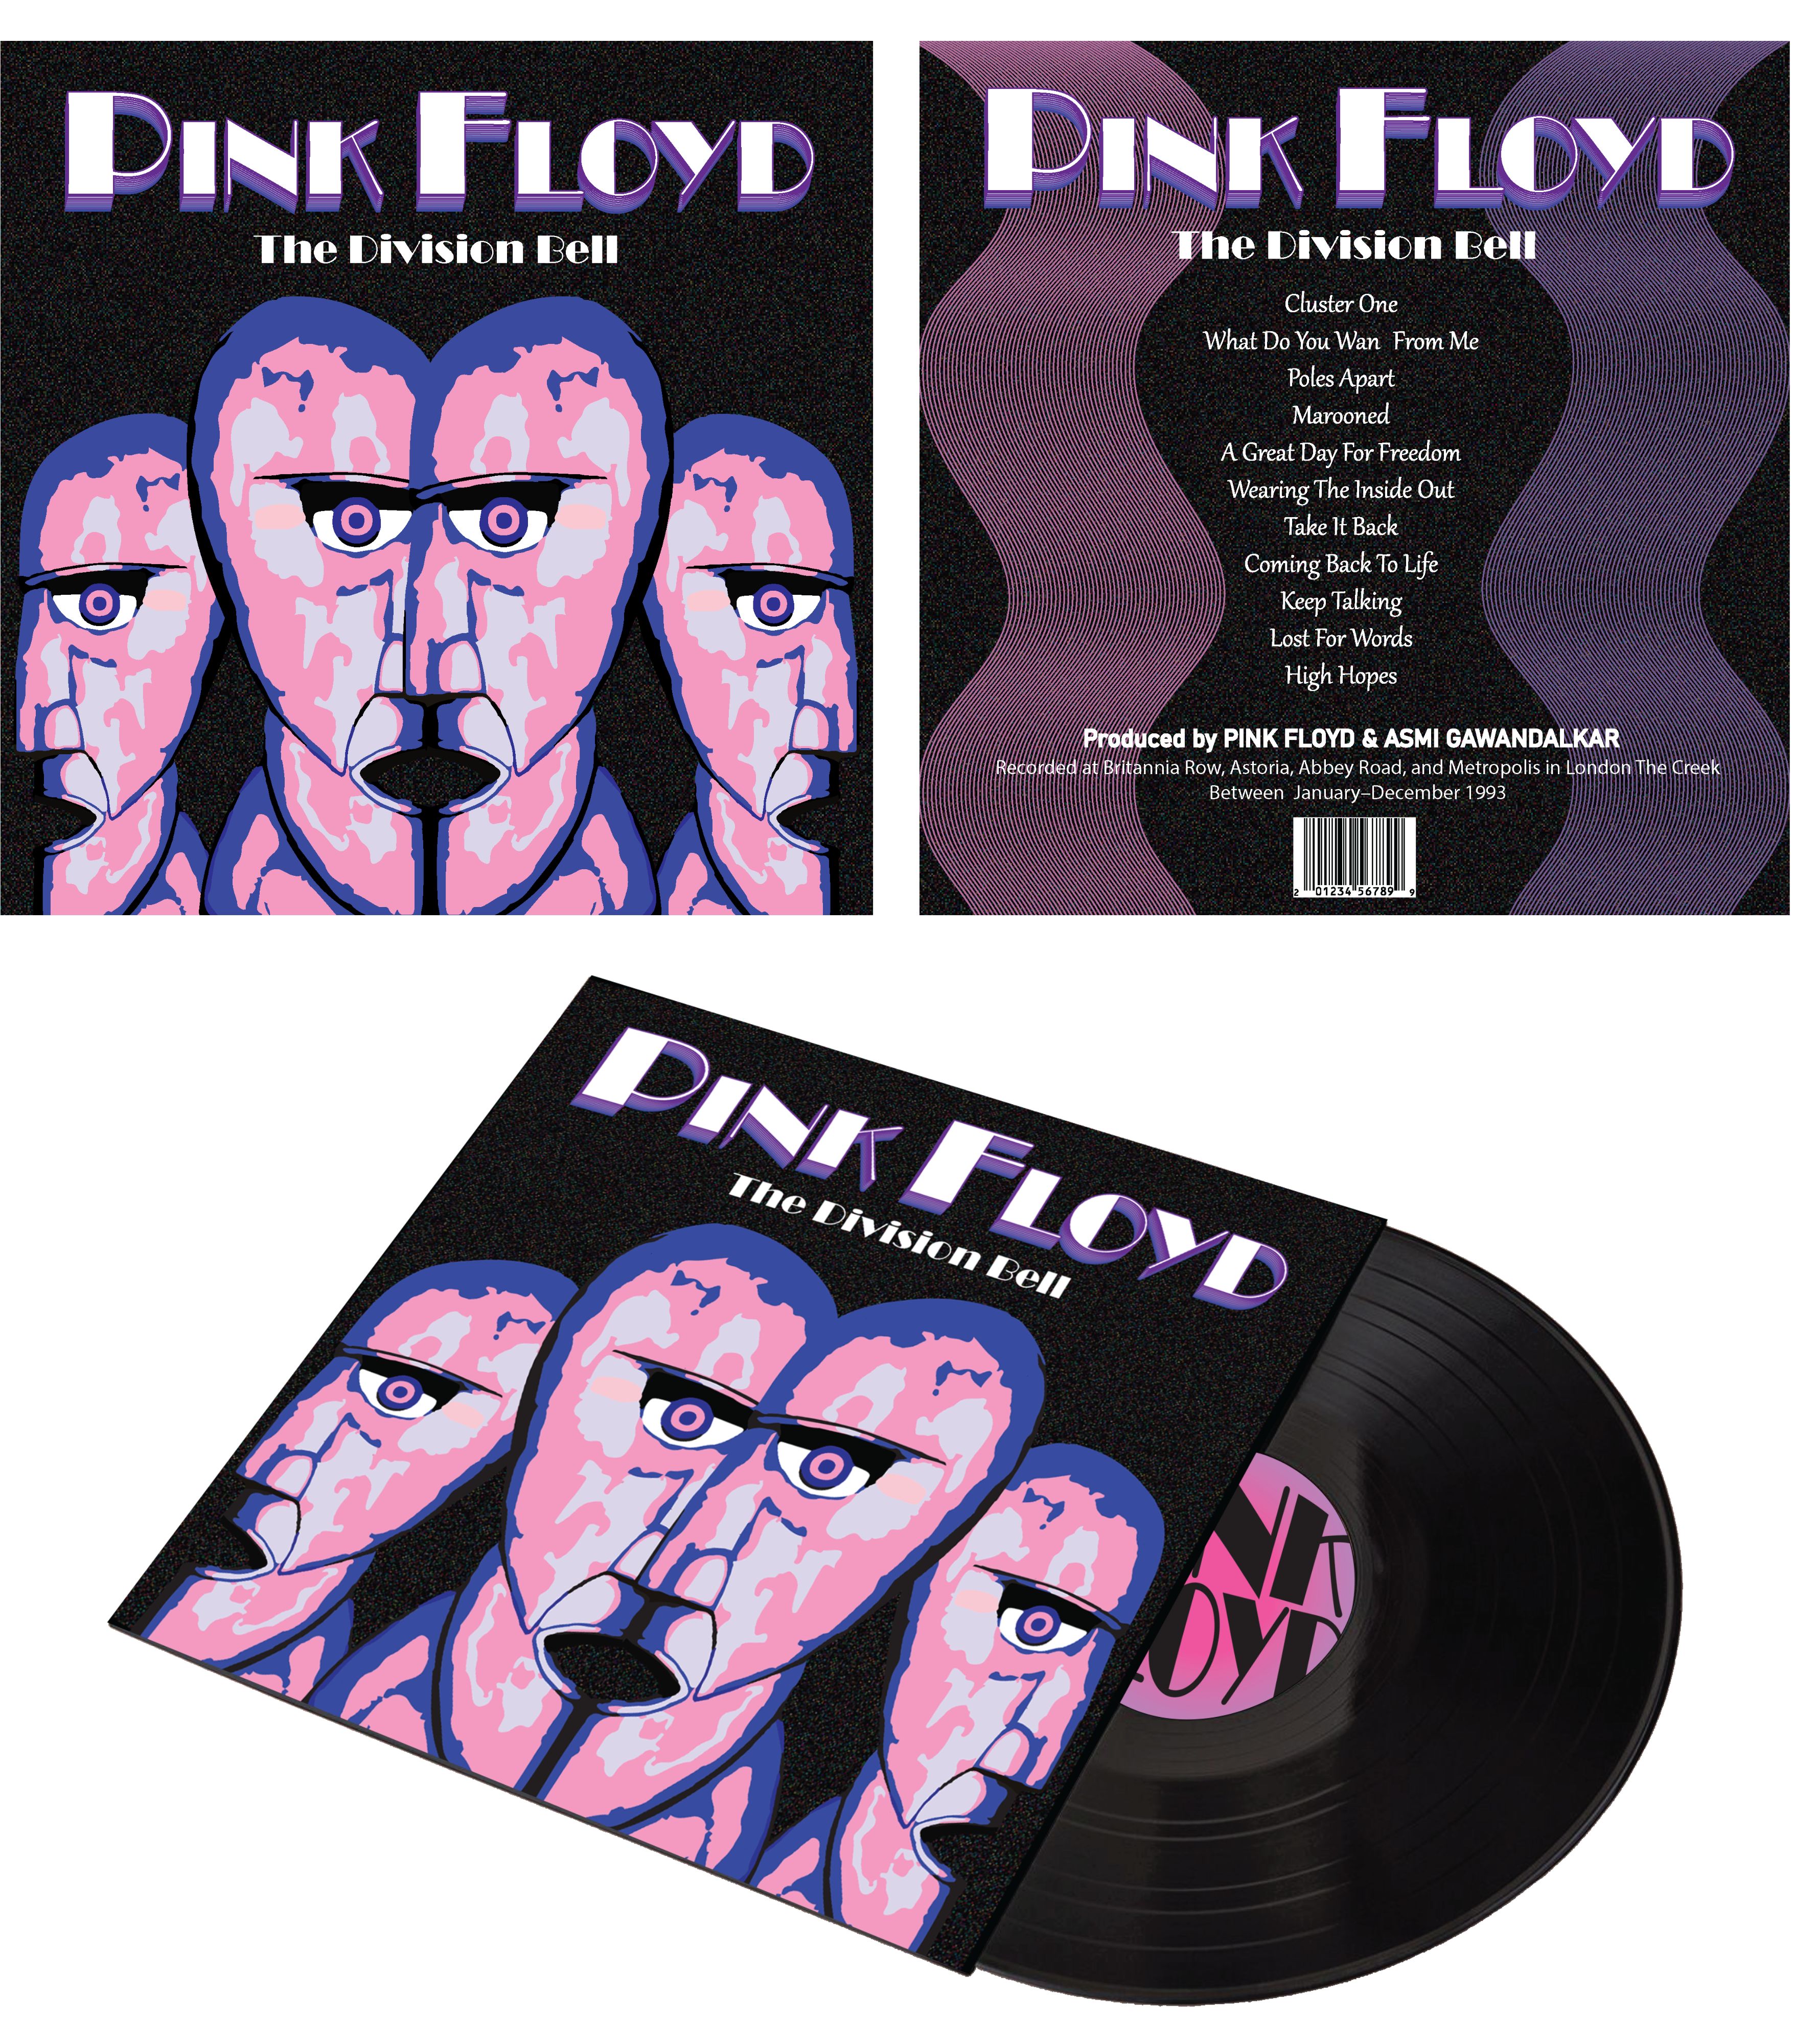 PINK FLOYD
The Division Bell
PINK FLOYD
The Division Bell
Cluster One
What Do You Wan From Me
Poles Apart
Marooned
A Great Day For Freedom
Wearing The Inside Out
Take It Back
Coming Back To Life
Keep Talking
Lost For Words
High Hopes
Produced by PINK FLOYD & ASMI GAWANDALKAR
Recorded at Britannia Row, Astoria, Abbey Road, and Metropolis in London The Creek
Between January–December 1993
2 01234 56789 9
PINK FLOYD
The Division Bell
NK
OYD